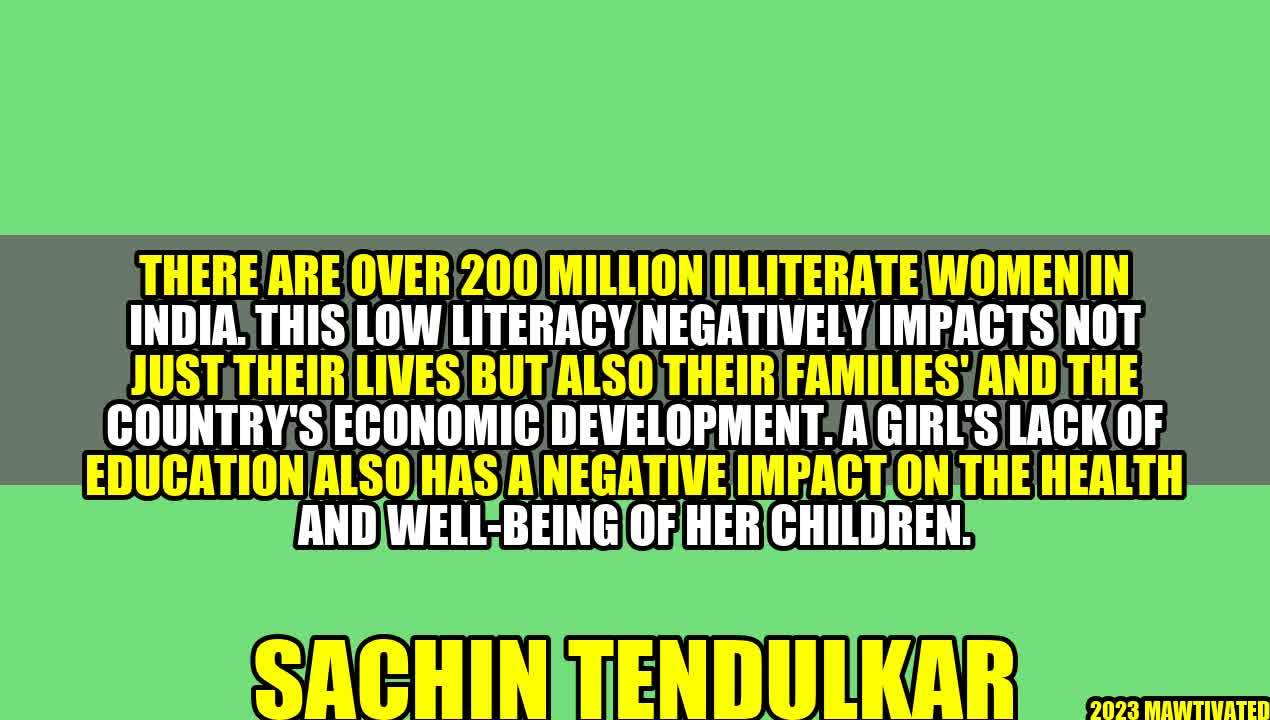 THERE ARE OVER 200 MILLION ILLITERATE WOMEN IN
INDIA. THIS LOW LITERACY NEGATIVELY IMPACTS NOT
JUST THEIR LIVES BUT ALSO THEIR FAMILIES' AND THE
COUNTRY'S ECONOMIC DEVELOPMENT. A GIRL'S LACK OF
EDUCATION ALSO HAS A NEGATIVE IMPACT ON THE HEALTH
AND WELL-BEING OF HER CHILDREN.
SACHIN TENDULKAR
2023 MAWTIVATED